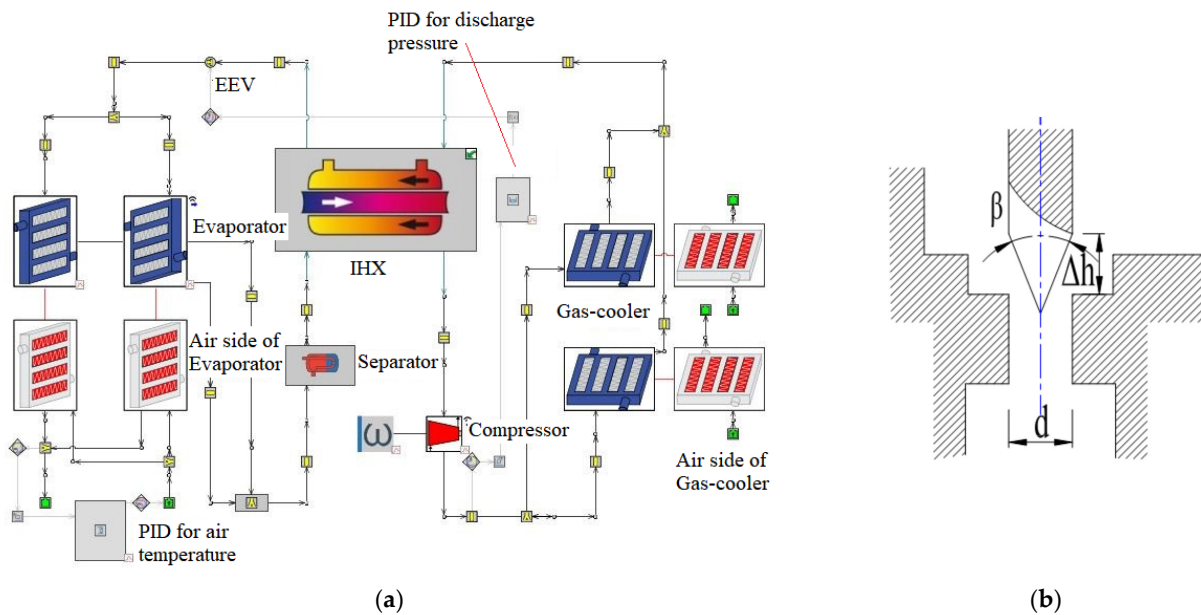 PID for discharge
pressure
EEV
Evaporator
IHX
Gas-cooler
Air side of
Evaporator
Separator
ω
Compressor
Air side of
Gas-cooler
PID for air
temperature
β
Δh
d
(a)
(b)